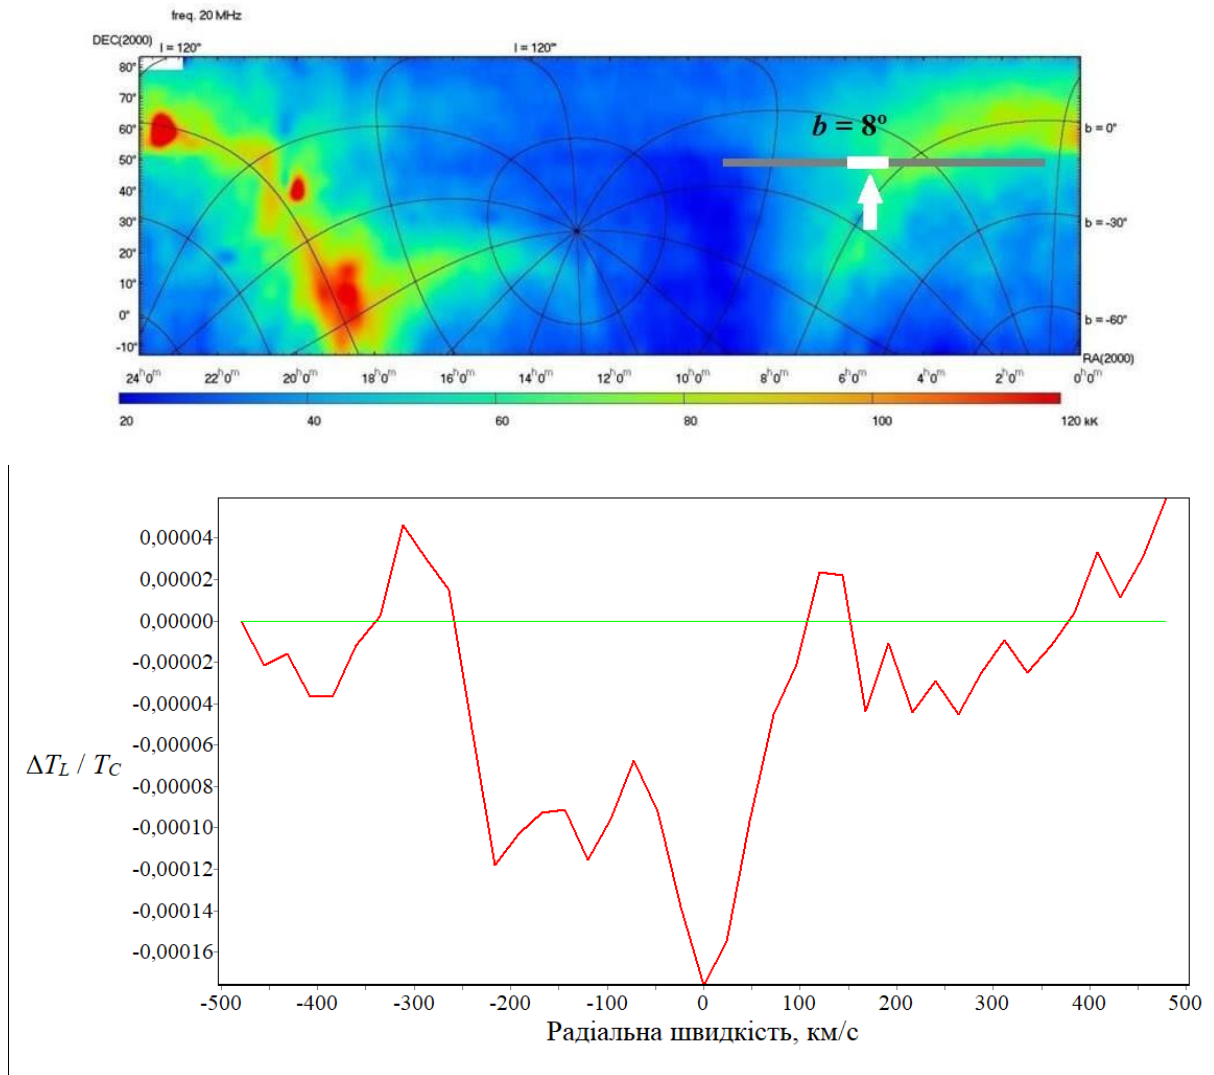 freq. 20 MHz
DEC(2000)
l = 120°
l = 120°
80°
70°
60°
50°
40°
30°
20°
10°
0°
-10°
b = 8º
b = 0°
b = -30°
b = -60°
RA(2000)
24ʰ0ᵐ 22ʰ0ᵐ 20ʰ0ᵐ 18ʰ0ᵐ 16ʰ0ᵐ 14ʰ0ᵐ 12ʰ0ᵐ 10ʰ0ᵐ 8ʰ0ᵐ 6ʰ0ᵐ 4ʰ0ᵐ 2ʰ0ᵐ 0ʰ0ᵐ
20 40 60 80 100 120 kK
0,00004
0,00002
0,00000
-0,00002
-0,00004
-0,00006
ΔT_L / T_C
-0,00008
-0,00010
-0,00012
-0,00014
-0,00016
-500 -400 -300 -200 -100 0 100 200 300 400 500
Радіальна швидкість, км/с